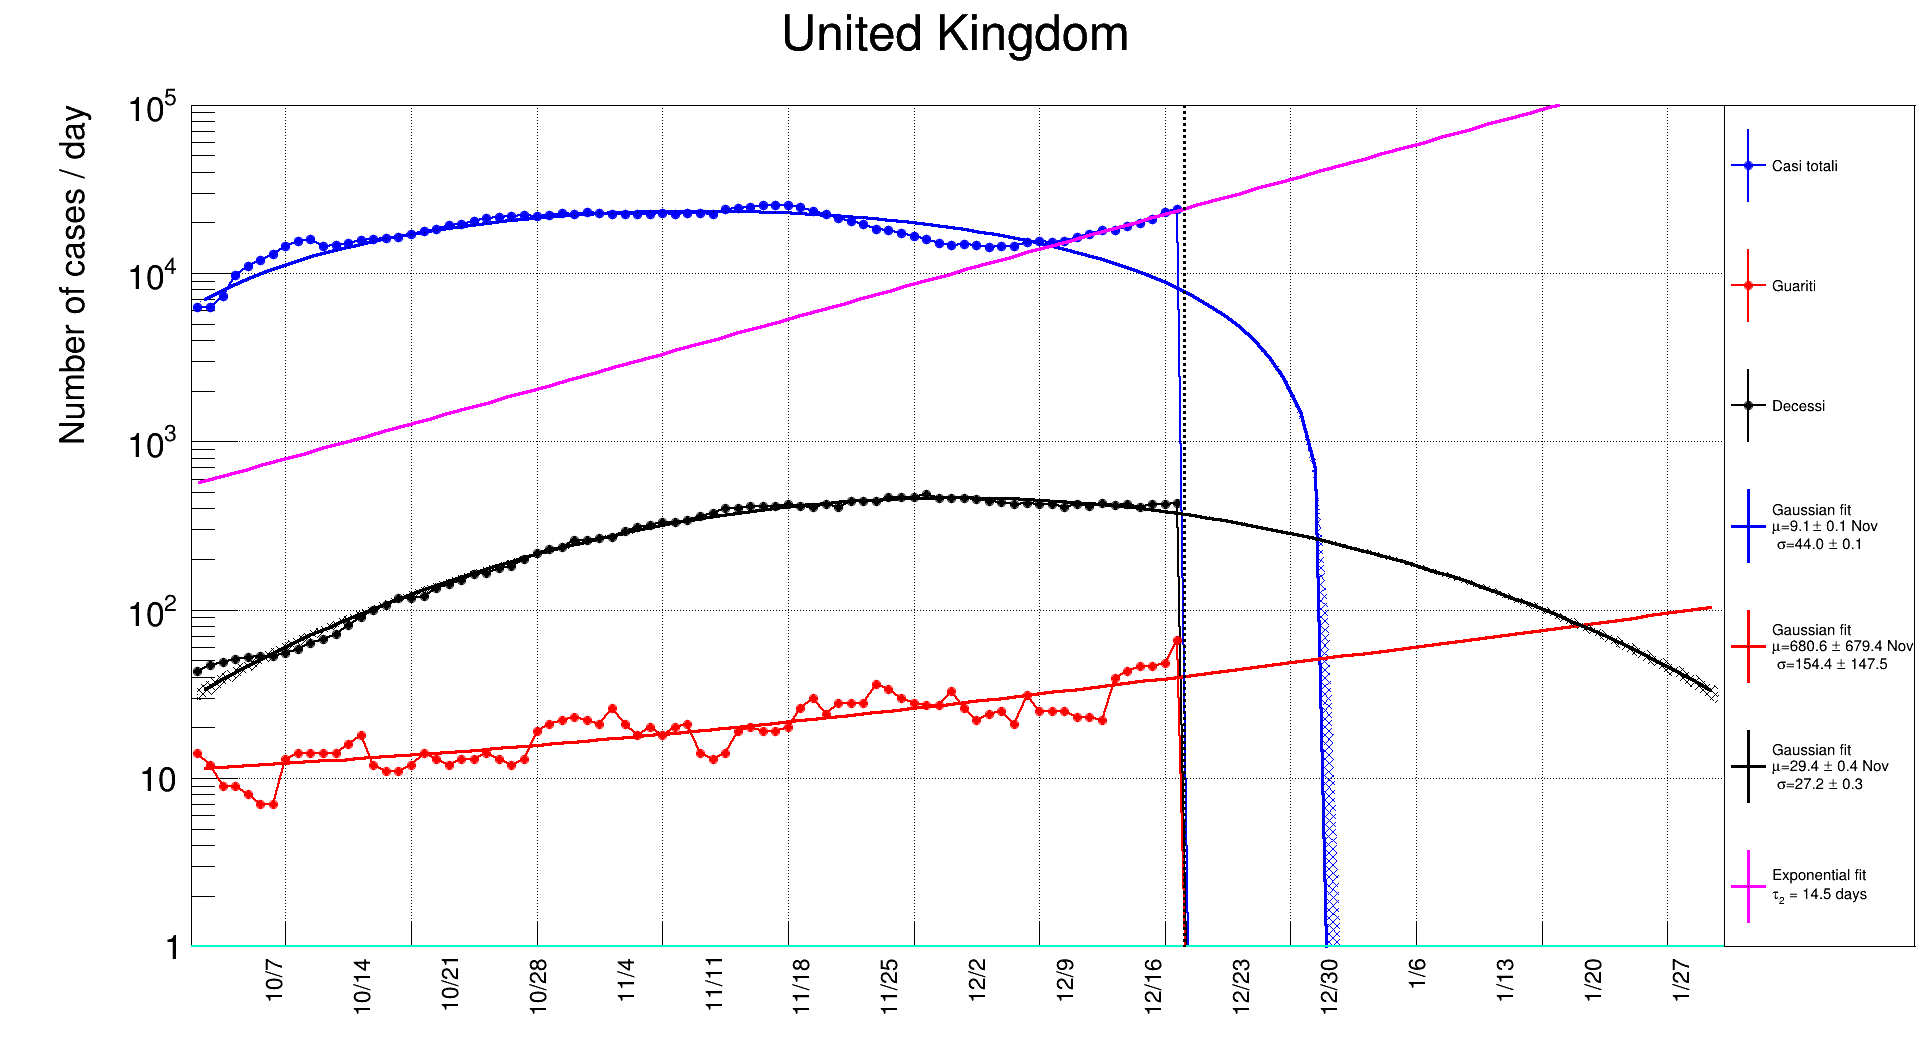 United Kingdom
Number of cases / day
10^5
10^4
10^3
10^2
10
1
10/7
10/14
10/21
10/28
11/4
11/11
11/18
11/25
12/2
12/9
12/16
12/23
12/30
1/6
1/13
1/20
1/27
Casi totali
Guariti
Decessi
Gaussian fit
μ=9.1 ± 0.1 Nov
σ=44.0 ± 0.1
Gaussian fit
μ=680.6 ± 679.4 Nov
σ=154.4 ± 147.5
Gaussian fit
μ=29.4 ± 0.4 Nov
σ=27.2 ± 0.3
Exponential fit
τ₂ = 14.5 days